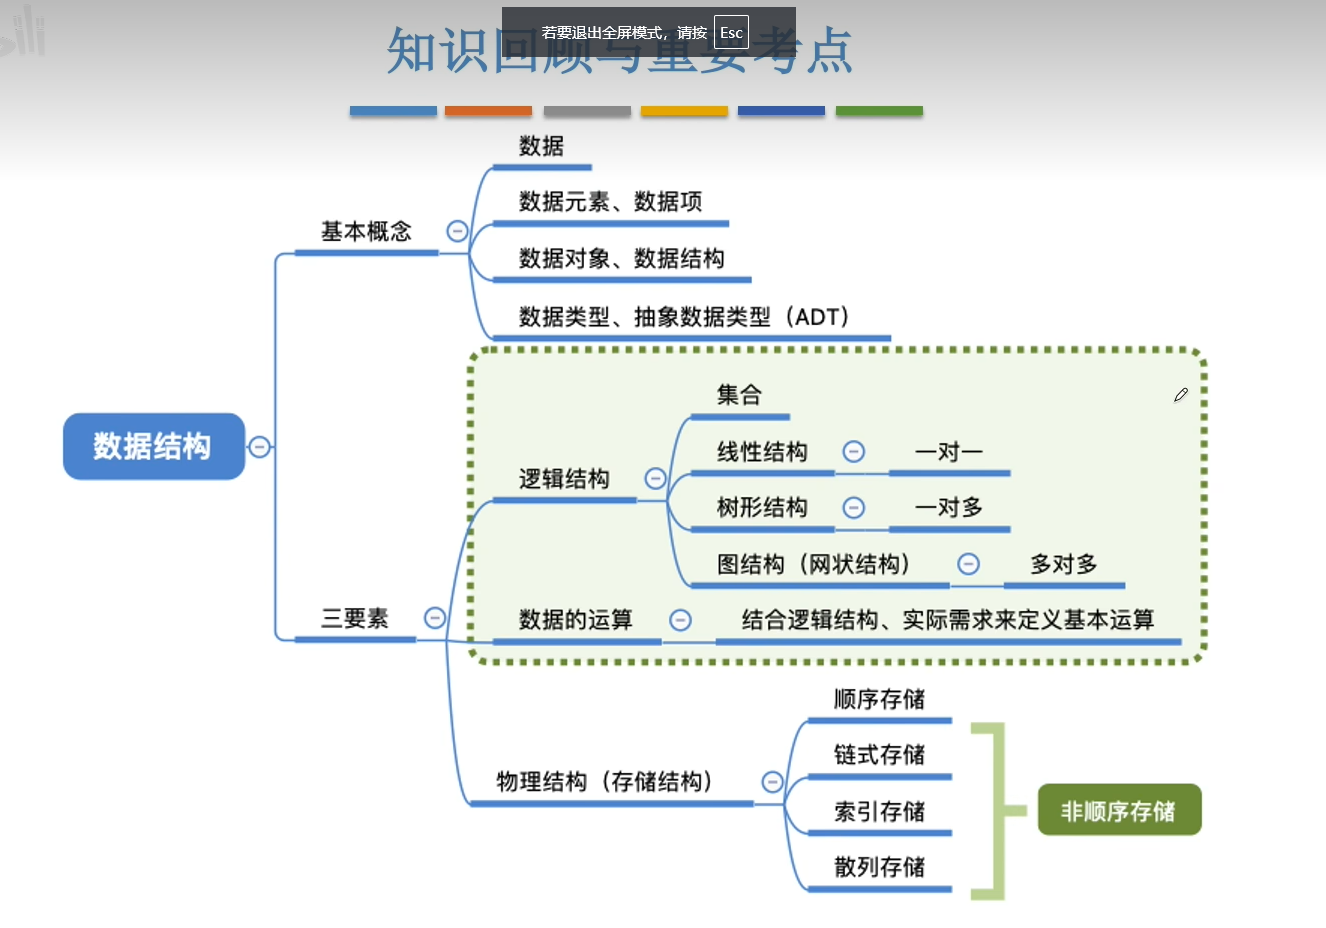 若要退出全屏模式，请按 Esc
知识回顾与重要考点
数据
数据元素、数据项
基本概念
数据对象、数据结构
数据类型、抽象数据类型（ADT）
集合
线性结构 一对一
数据结构
逻辑结构
树形结构 一对多
图结构（网状结构） 多对多
三要素
数据的运算 结合逻辑结构、实际需求来定义基本运算
顺序存储
链式存储
物理结构（存储结构）
索引存储
非顺序存储
散列存储